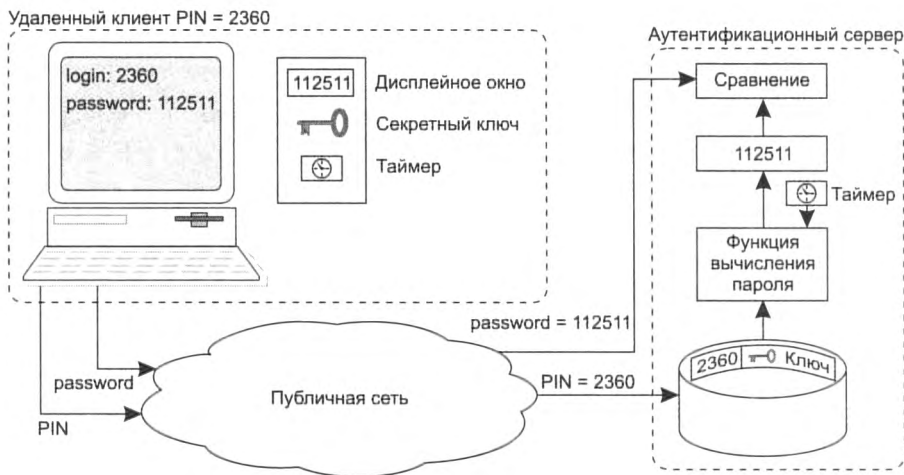 Удаленный клиент PIN = 2360
login: 2360
password: 112511
112511
Дисплейное окно
Секретный ключ
Таймер
password
PIN
Публичная сеть
password = 112511
PIN = 2360
Аутентификационный сервер
Сравнение
112511
Таймер
Функция
вычисления
пароля
2360
Ключ